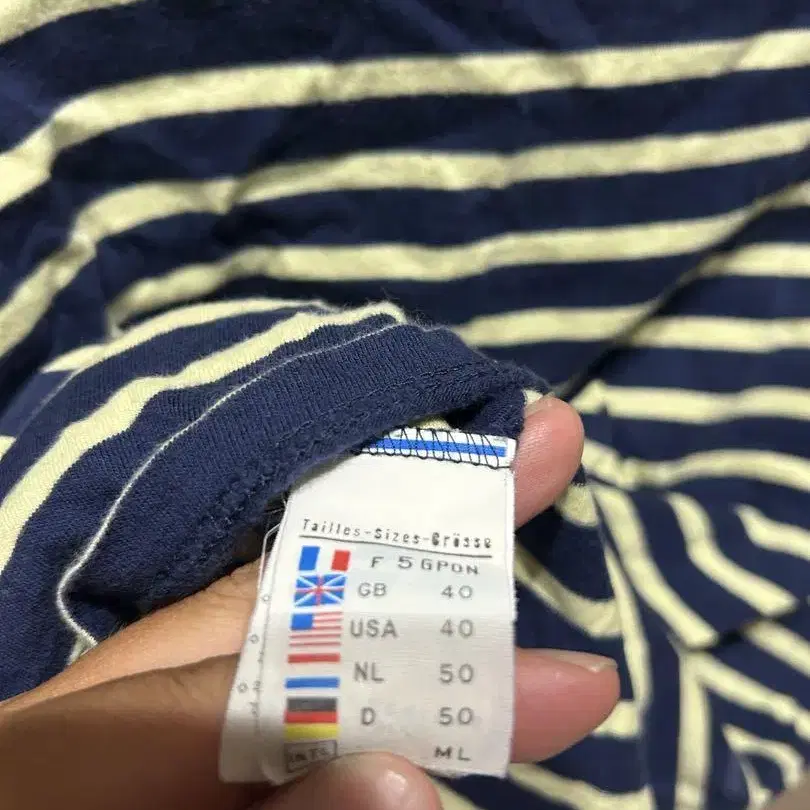 Tailles-Sizes-Grösse
F 5 GPON
GB 40
USA 40
NL 50
D 50
INTL ML